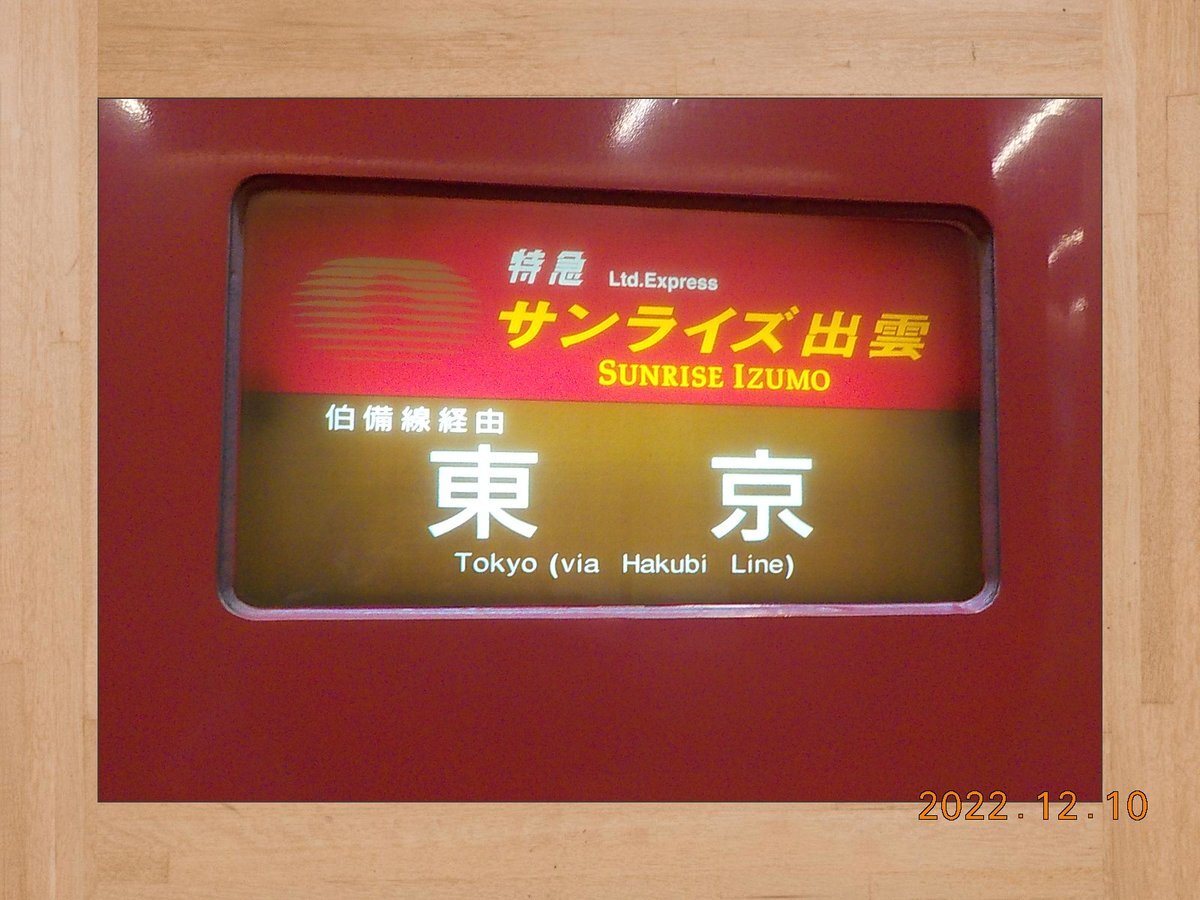 特急 Ltd.Express
サンライズ出雲
SUNRISE IZUMO
伯備線経由
東京
Tokyo (via Hakubi Line)
2022.12.10